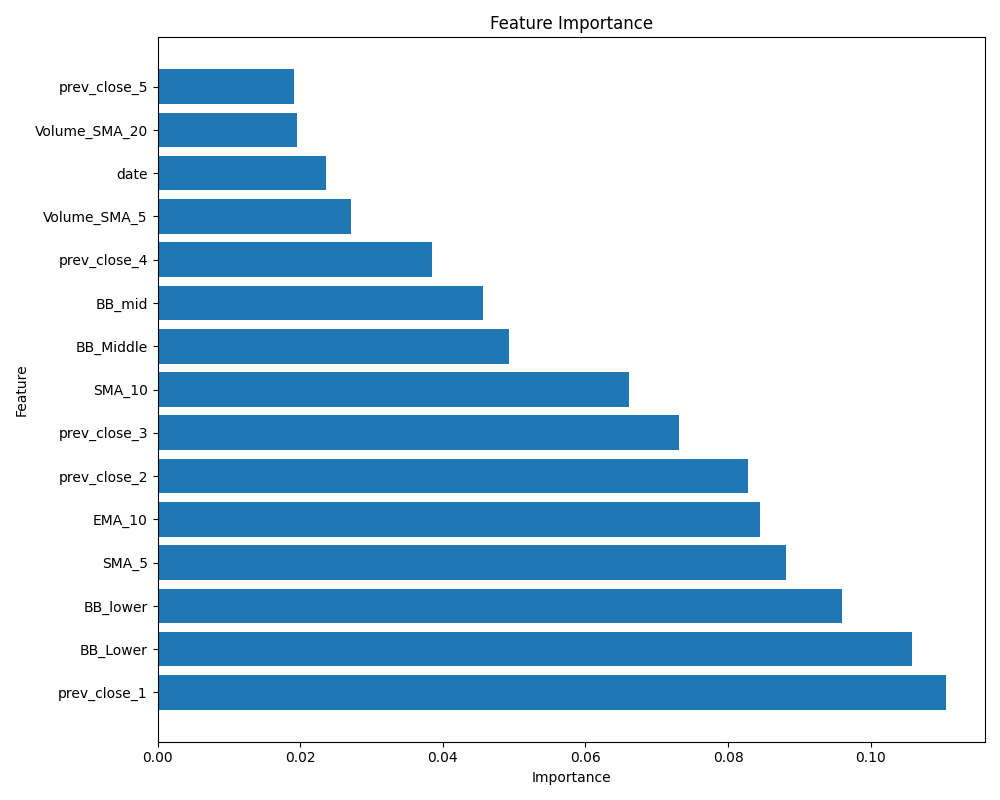 Feature Importance
prev_close_5
Volume_SMA_20
date
Volume_SMA_5
prev_close_4
BB_mid
BB_Middle
SMA_10
prev_close_3
prev_close_2
EMA_10
SMA_5
BB_lower
BB_Lower
prev_close_1
Feature
0.00 0.02 0.04 0.06 0.08 0.10
Importance